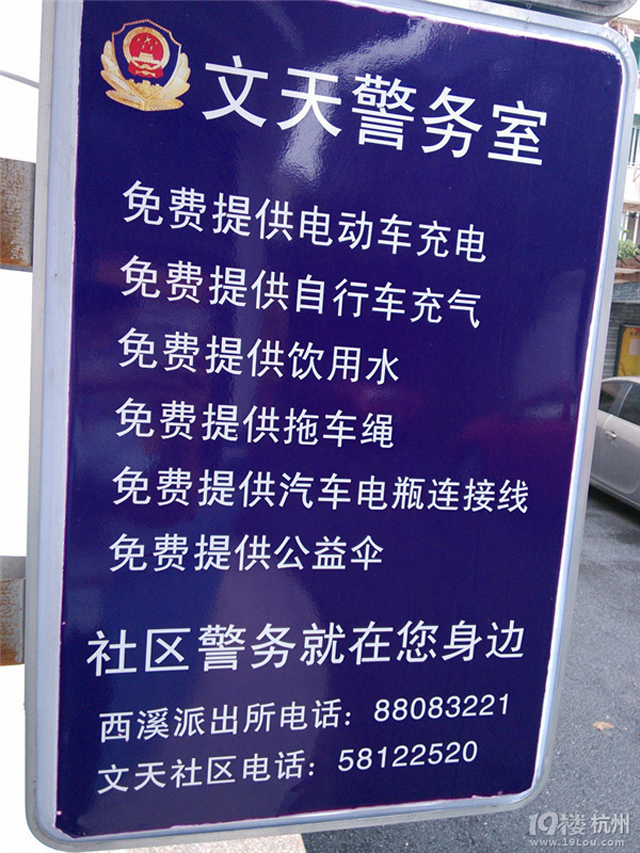 文天警务室
免费提供电动车充电
免费提供自行车充气
免费提供饮用水
免费提供拖车绳
免费提供汽车电瓶连接线
免费提供公益伞
社区警务就在您身边
西溪派出所电话：88083221
文天社区电话：58122520
19楼 杭州
www.19lou.com